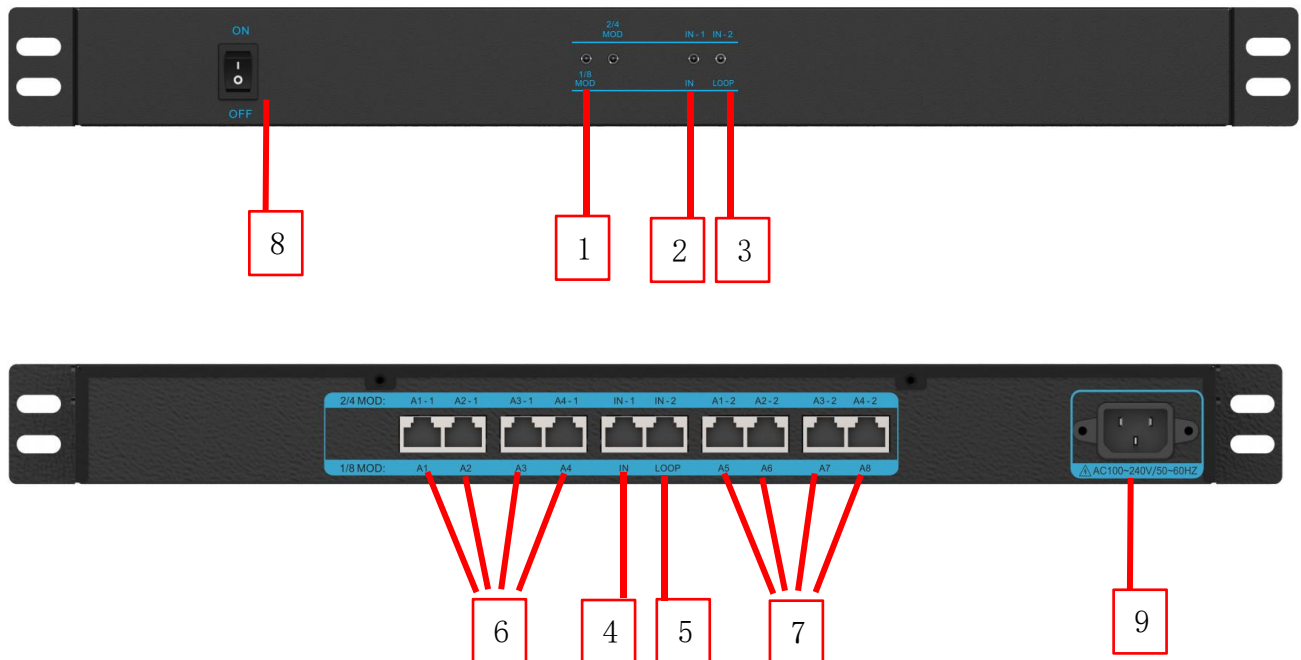 ON
OFF
2/4
MOD
IN-1 IN-2
1/8
MOD
IN LOOP
8
1
2
3
2/4 MOD: A1-1 A2-1 A3-1 A4-1 IN-1 IN-2 A1-2 A2-2 A3-2 A4-2
1/8 MOD: A1 A2 A3 A4 IN LOOP A5 A6 A7 A8
AC100~240V/50~60HZ
6
4
5
7
9